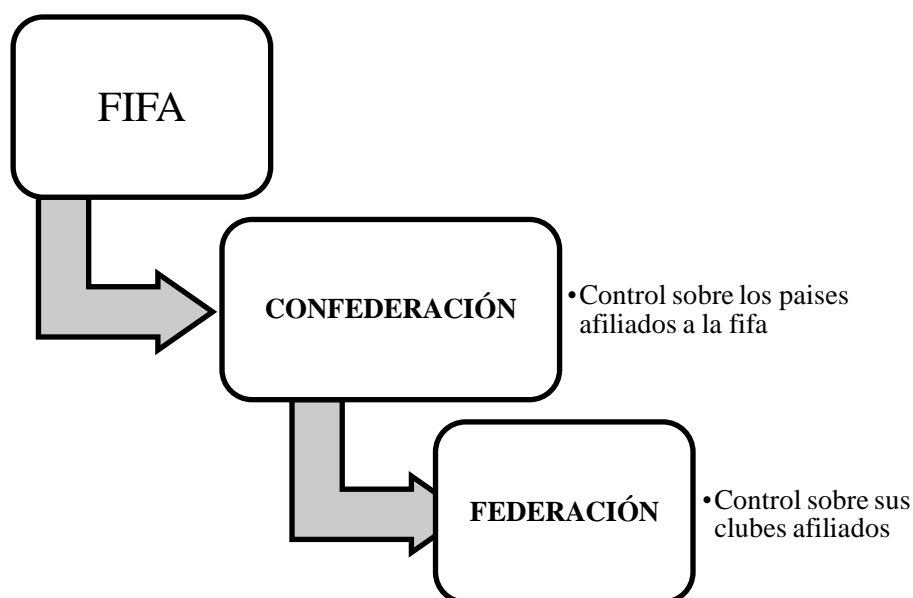 FIFA
CONFEDERACIÓN
•Control sobre los paises
afiliados a la fifa
FEDERACIÓN
•Control sobre sus
clubes afiliados